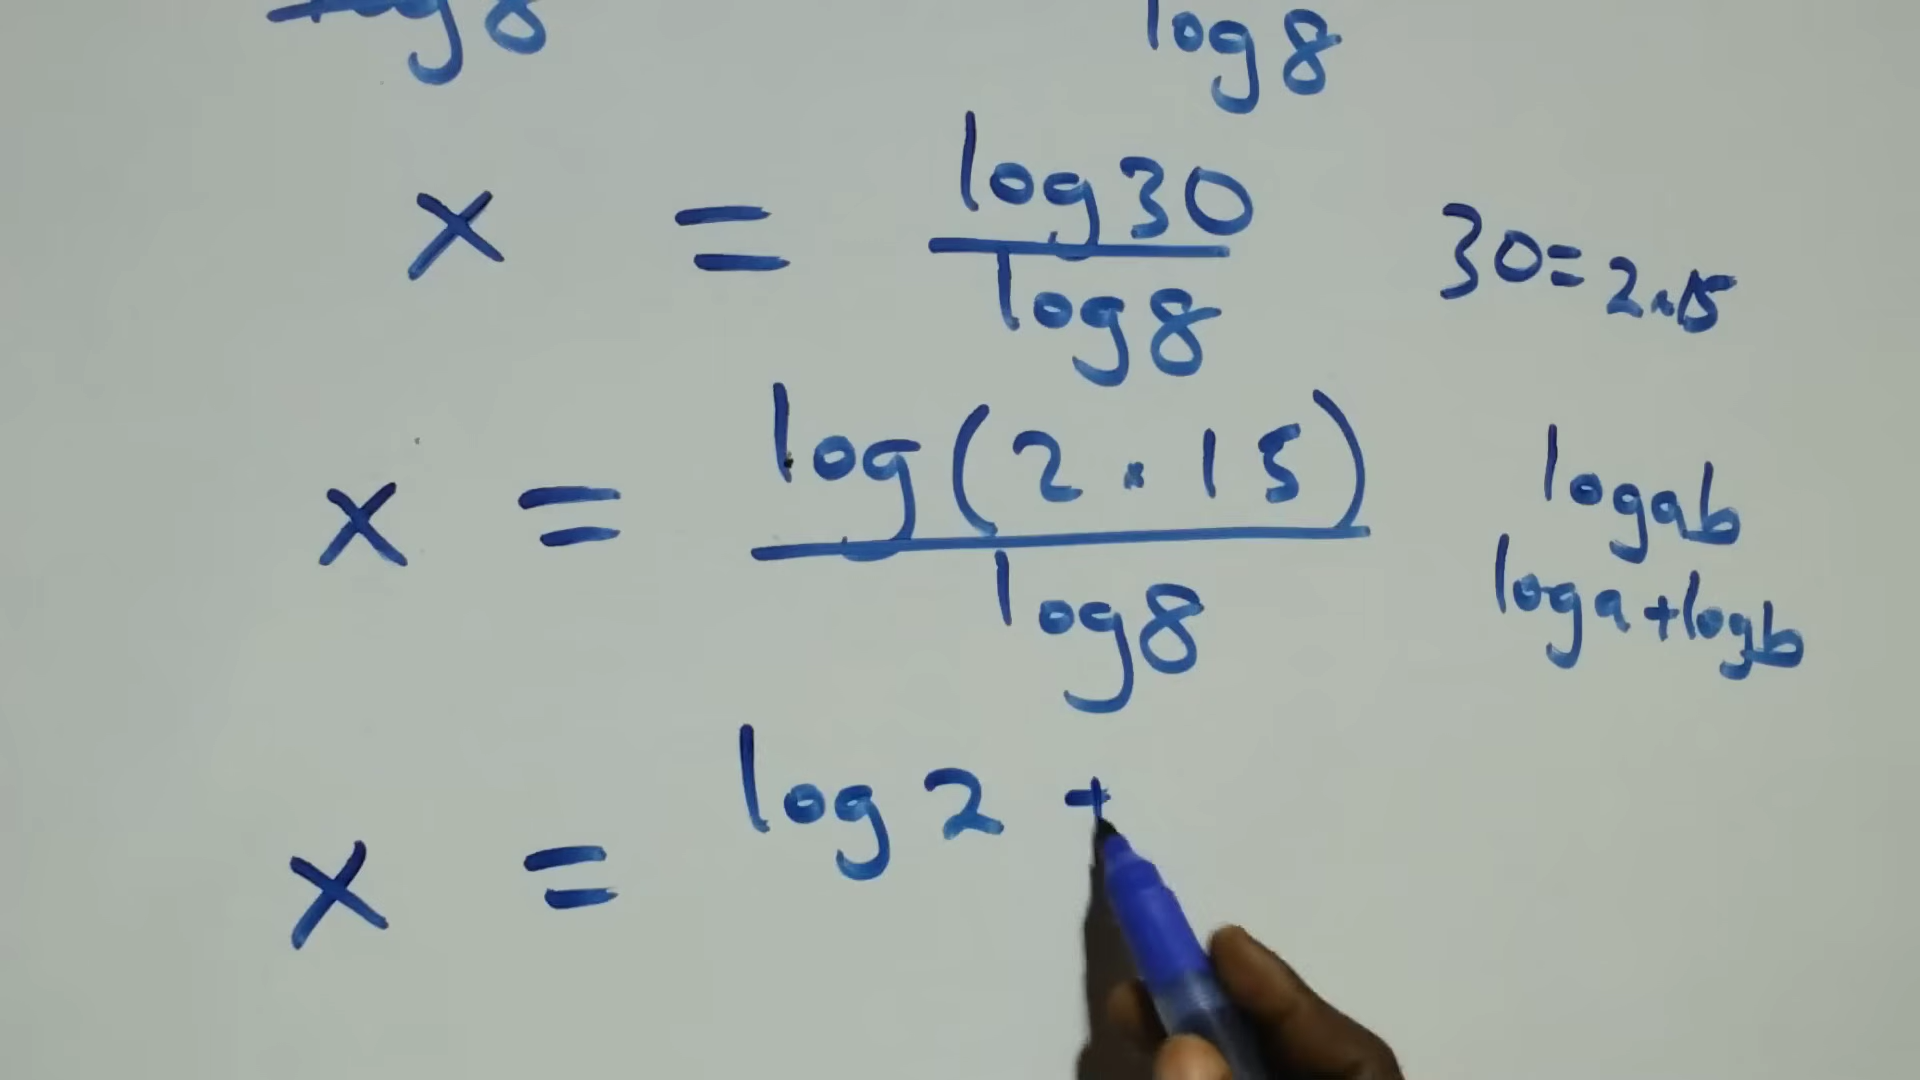 log 8 log 8
x = log 30 / log 8 30 = 2·15
x = log (2 · 15) / log 8 log ab
log a + log b
x = log 2 +